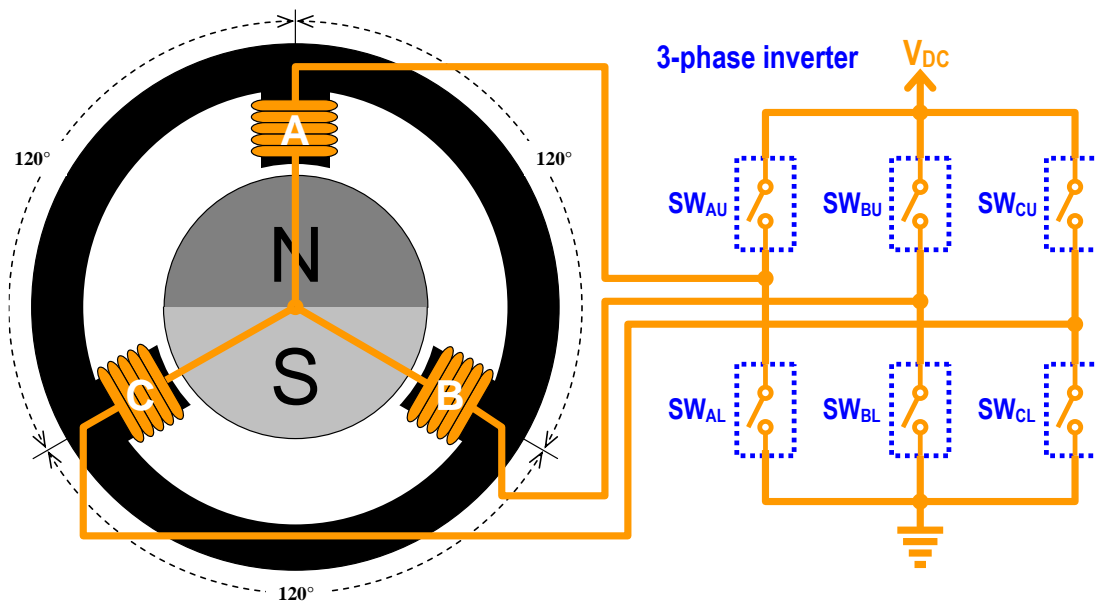 3-phase inverter
VDC
120°
120°
A
N
S
C
B
SWAU
SWBU
SWCU
SWAL
SWBL
SWCL
120°